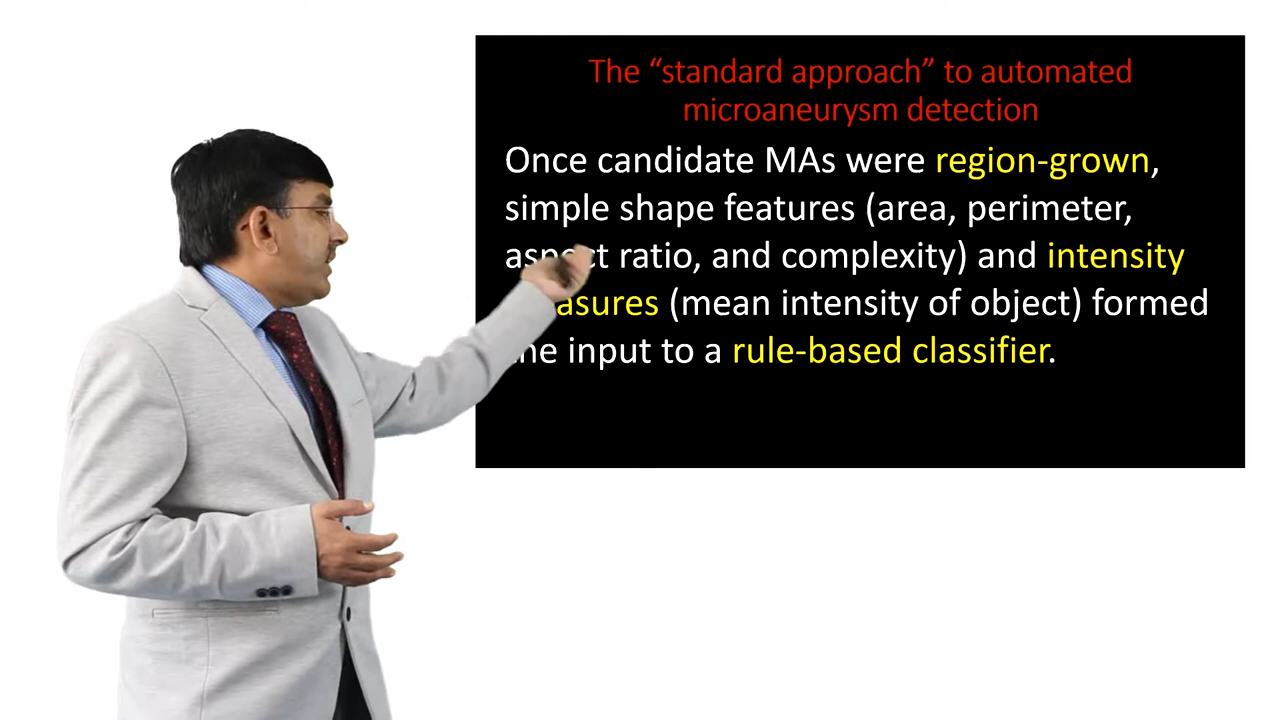 The “standard approach” to automated
microaneurysm detection
Once candidate MAs were region-grown,
simple shape features (area, perimeter,
aspect ratio, and complexity) and intensity
(mean intensity of object) formed
input to a rule-based classifier.